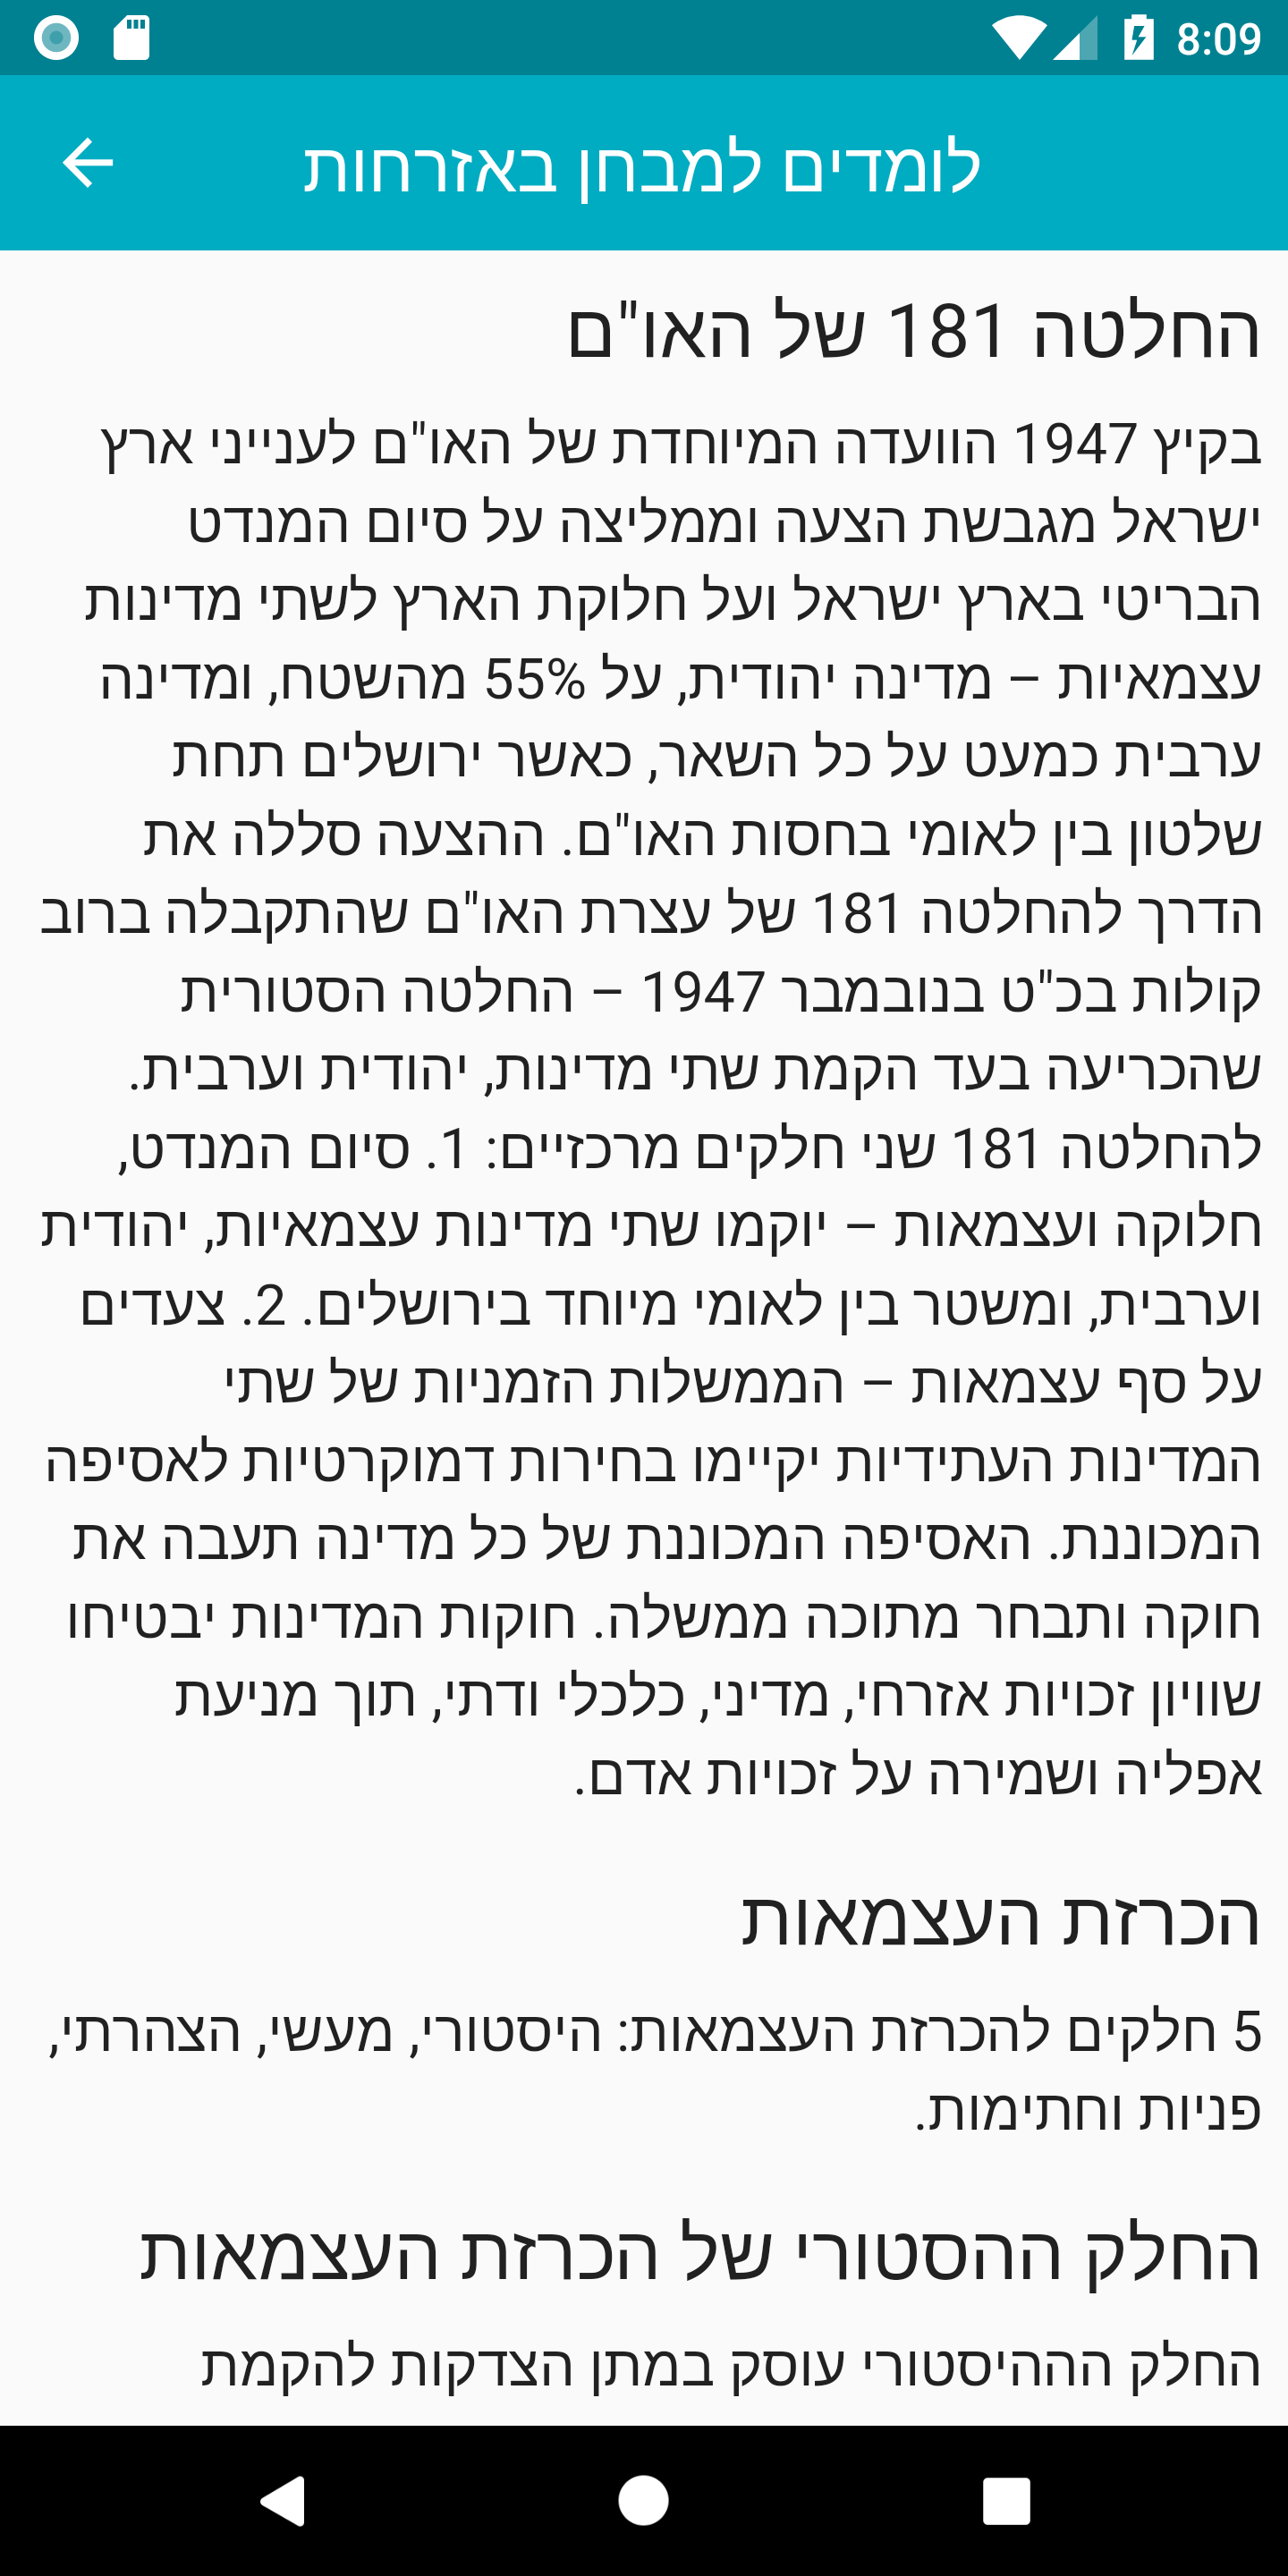 8:09
לומדים למבחן באזרחות
החלטה 181 של האו"ם
בקיץ 1947 הוועדה המיוחדת של האו"ם לענייני ארץ
ישראל מגבשת הצעה וממליצה על סיום המנדט
הבריטי בארץ ישראל ועל חלוקת הארץ לשתי מדינות
עצמאיות – מדינה יהודית, על 55% מהשטח, ומדינה
ערבית כמעט על כל השאר, כאשר ירושלים תחת
שלטון בין לאומי בחסות האו"ם. ההצעה סללה את
הדרך להחלטה 181 של עצרת האו"ם שהתקבלה ברוב
קולות בכ"ט בנובמבר 1947 – החלטה הסטורית
שהכריעה בעד הקמת שתי מדינות, יהודית וערבית.
להחלטה 181 שני חלקים מרכזיים: 1. סיום המנדט,
חלוקה ועצמאות – יוקמו שתי מדינות עצמאיות, יהודית
וערבית, ומשטר בין לאומי מיוחד בירושלים. 2. צעדים
על סף עצמאות – הממשלות הזמניות של שתי
המדינות העתידיות יקיימו בחירות דמוקרטיות לאסיפה
המכוננת. האסיפה המכוננת של כל מדינה תעבה את
חוקה ותבחר מתוכה ממשלה. חוקות המדינות יבטיחו
שוויון זכויות אזרחי, מדיני, כלכלי ודתי, תוך מניעת
אפליה ושמירה על זכויות אדם.
הכרזת העצמאות
5 חלקים להכרזת העצמאות: היסטורי, מעשי, הצהרתי,
פניות וחתימות.
החלק ההסטורי של הכרזת העצמאות
החלק הההיסטורי עוסק במתן הצדקות להקמת